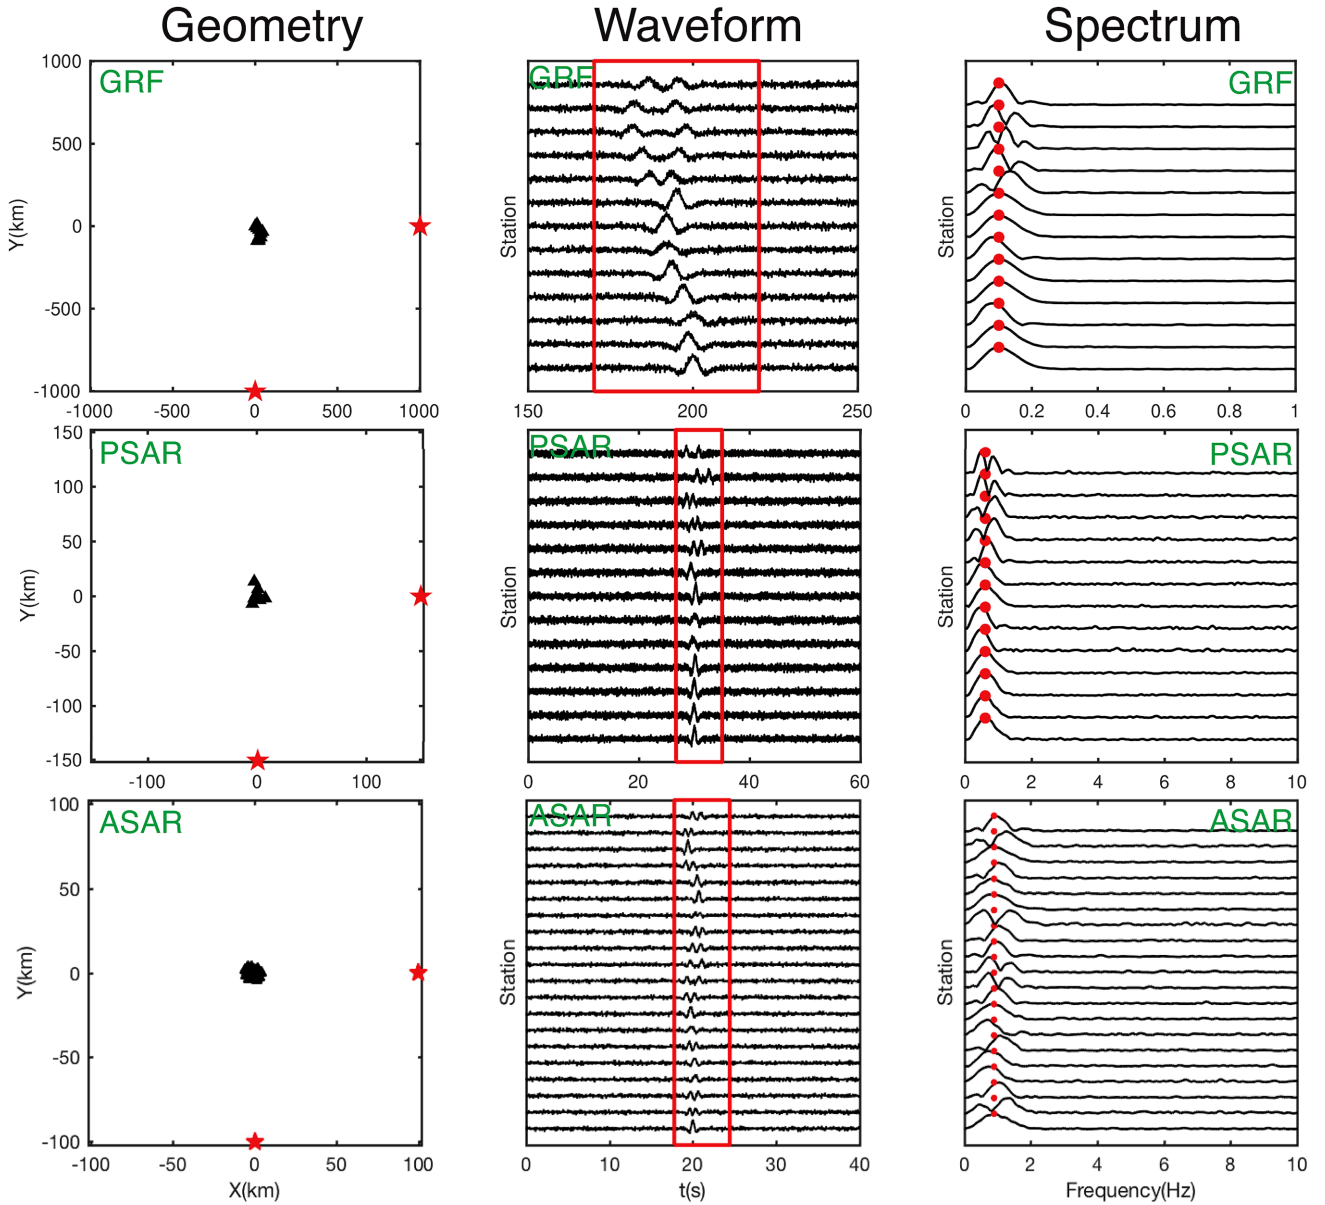 Geometry Waveform Spectrum
1000
500
0
-500
-1000
Y(km)
GRF
-1000 -500 0 500 1000
Station
GRF
150 200 250
Station
GRF
0 0.2 0.4 0.6 0.8 1
150
100
50
0
-50
-100
-150
Y(km)
PSAR
-100 0 100
Station
PSAR
0 20 40 60
Station
PSAR
0 2 4 6 8 10
100
50
0
-50
-100
Y(km)
ASAR
-100 -50 0 50 100
X(km)
Station
ASAR
0 10 20 30 40
t(s)
Station
ASAR
0 2 4 6 8 10
Frequency(Hz)